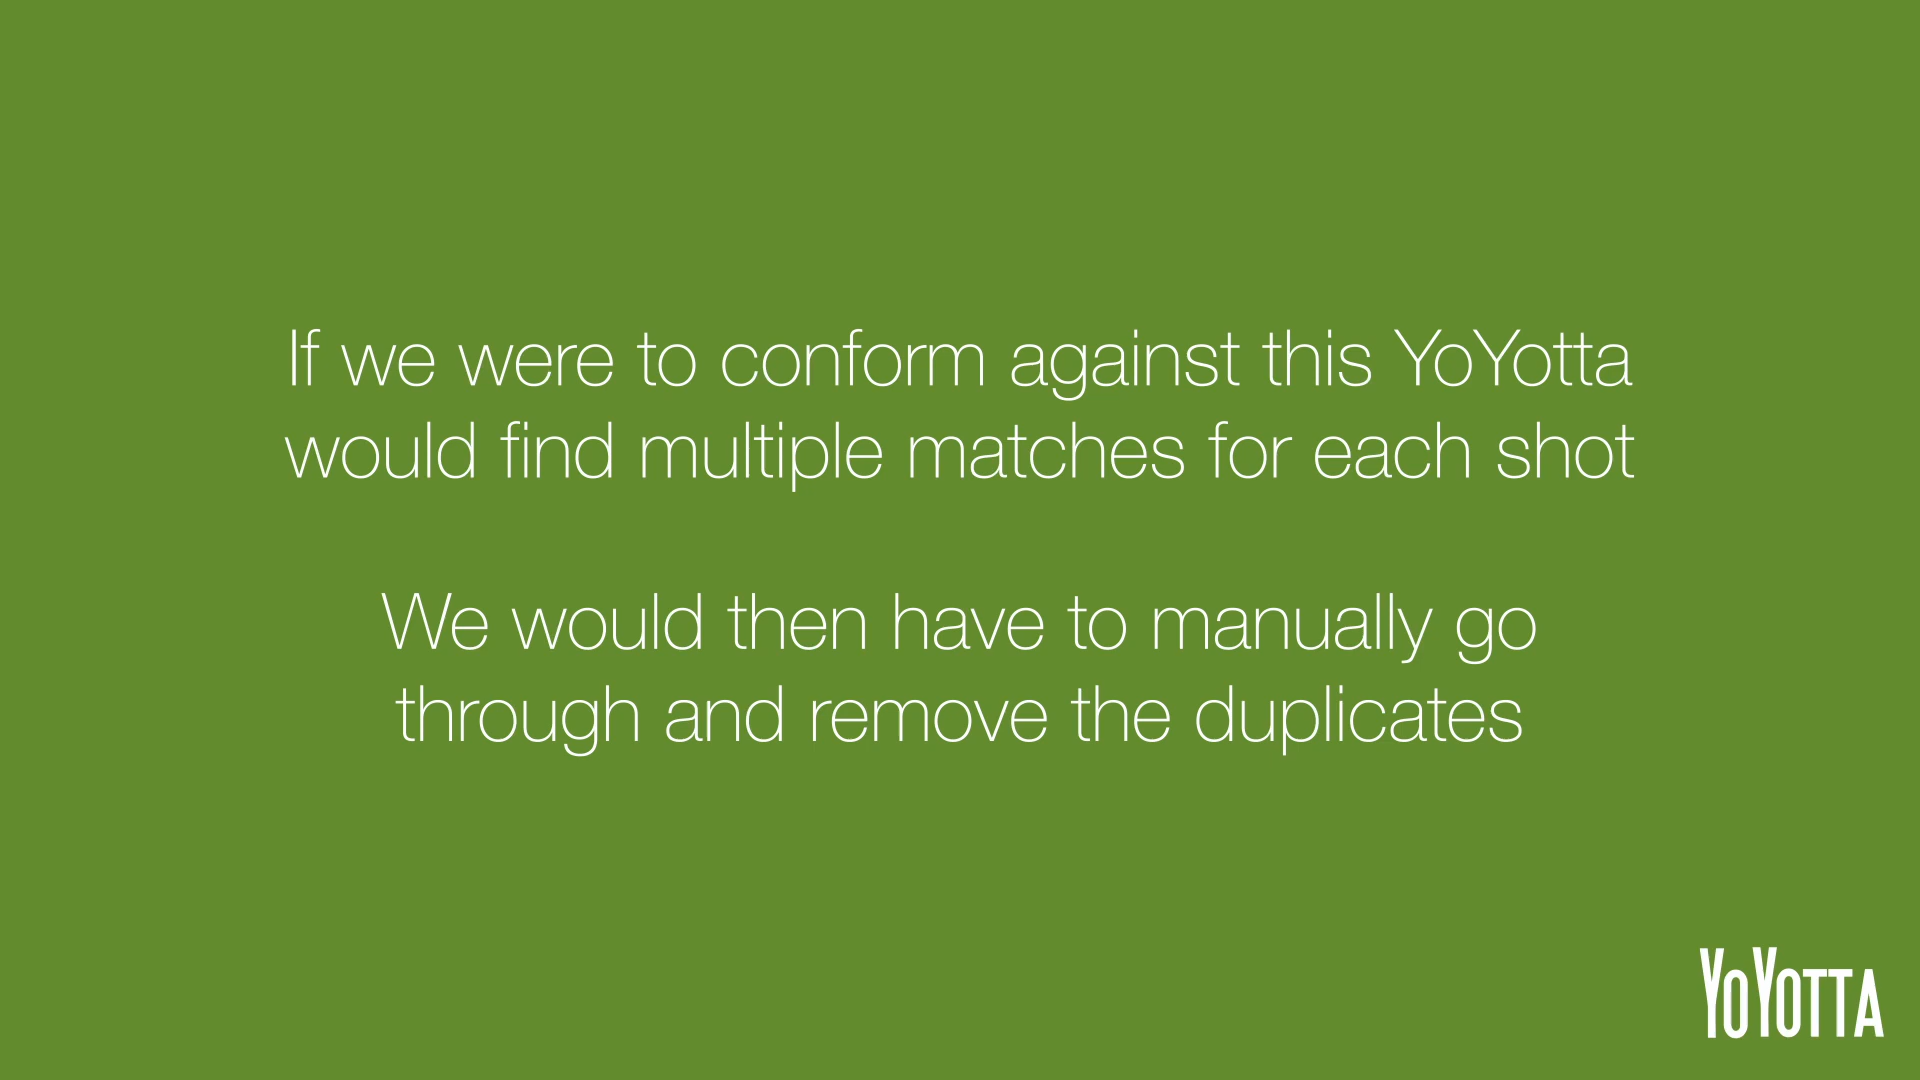 If we were to conform against this YoYotta
would find multiple matches for each shot
We would then have to manually go
through and remove the duplicates
YOYOTTA